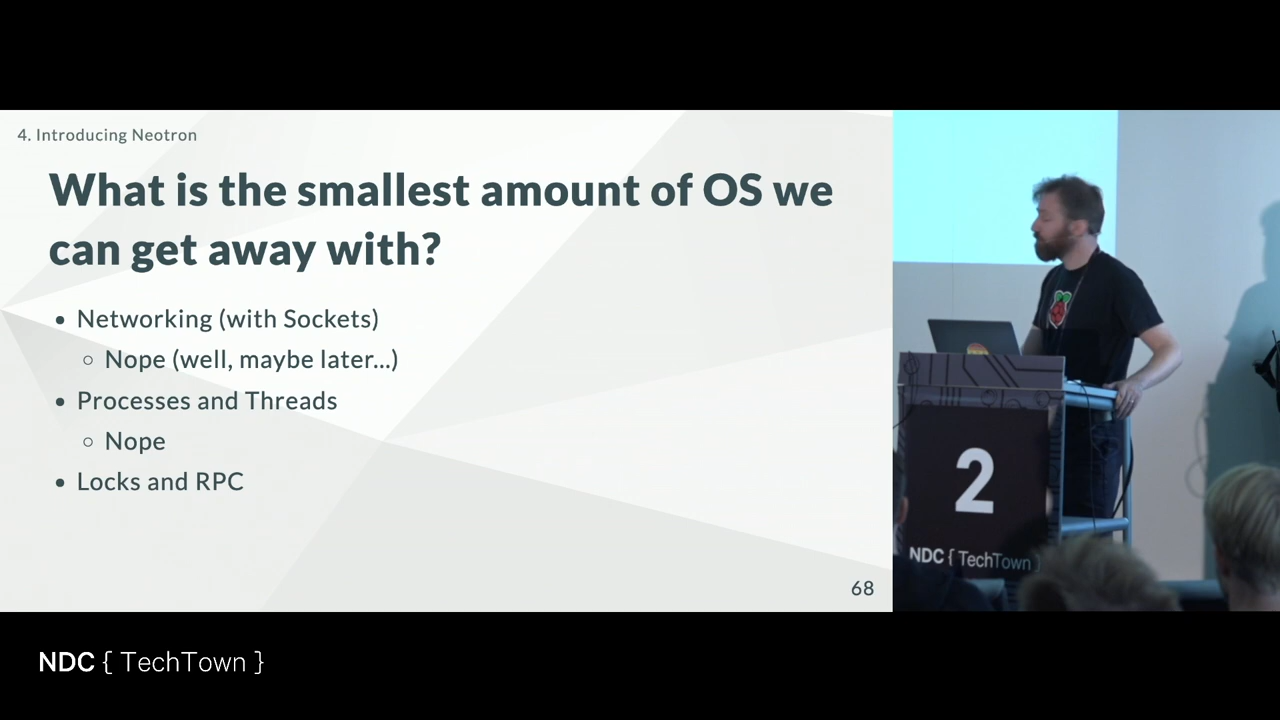 4. Introducing Neotron
What is the smallest amount of OS we
can get away with?
• Networking (with Sockets)
○ Nope (well, maybe later...)
• Processes and Threads
○ Nope
• Locks and RPC
68
2
NDC { TechTown }
NDC { TechTown }